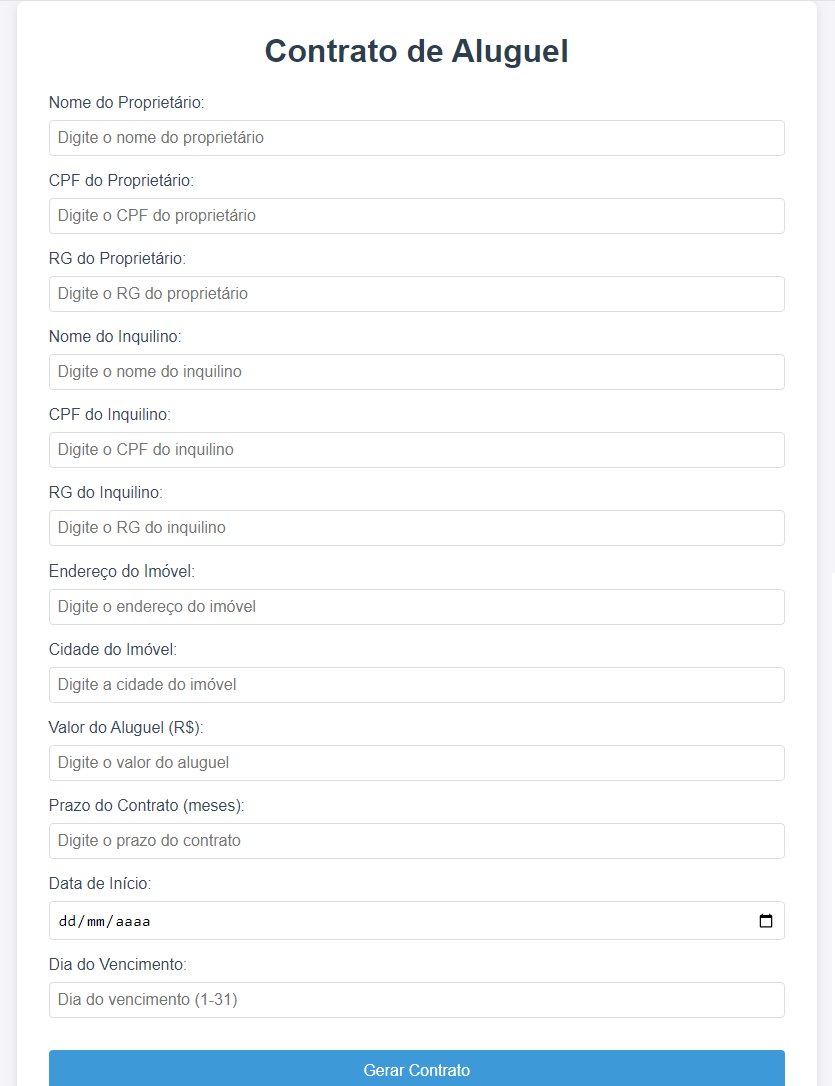 Contrato de Aluguel
Nome do Proprietário:
Digite o nome do proprietário
CPF do Proprietário:
Digite o CPF do proprietário
RG do Proprietário:
Digite o RG do proprietário
Nome do Inquilino:
Digite o nome do inquilino
CPF do Inquilino:
Digite o CPF do inquilino
RG do Inquilino:
Digite o RG do inquilino
Endereço do Imóvel:
Digite o endereço do imóvel
Cidade do Imóvel:
Digite a cidade do imóvel
Valor do Aluguel (R$):
Digite o valor do aluguel
Prazo do Contrato (meses):
Digite o prazo do contrato
Data de Início:
dd/mm/aaaa
Dia do Vencimento:
Dia do vencimento (1-31)
Gerar Contrato